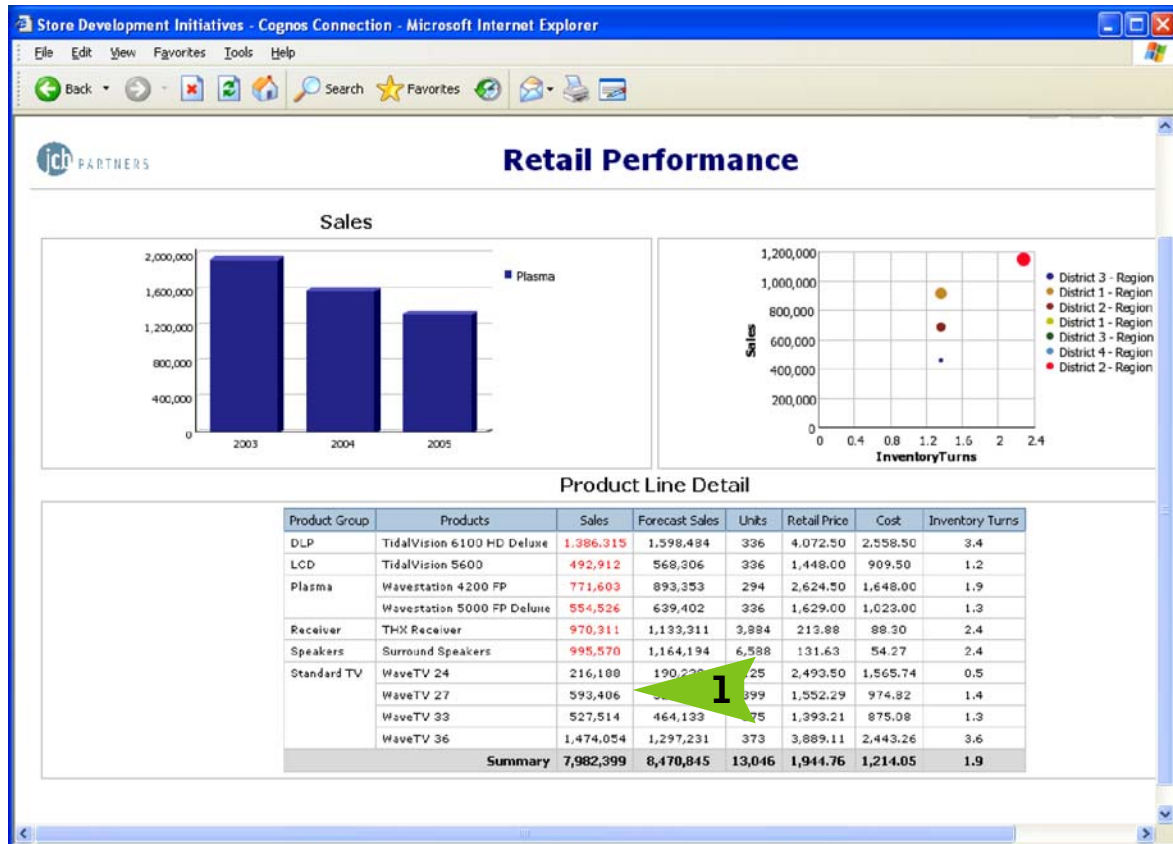 Store Development Initiatives - Cognos Connection - Microsoft Internet Explorer
File Edit View Favorites Tools Help
Back Search Favorites
jcb PARTNERS
Retail Performance
Sales
2,000,000
1,600,000
1,200,000
800,000
400,000
0
2003 2004 2005
Plasma
1,200,000
1,000,000
800,000
600,000
400,000
200,000
0
Sales
0 0.4 0.8 1.2 1.6 2 2.4
InventoryTurns
District 3 - Region
District 1 - Region
District 2 - Region
District 1 - Region
District 3 - Region
District 4 - Region
District 2 - Region
Product Line Detail
Product Group Products Sales Forecast Sales Units Retail Price Cost Inventory Turns
DLP TidalVision 6100 HD Deluxe 1.386.315 1,598,484 336 4,072.50 2,558.50 3.4
LCD TidalVision 5600 492,912 568,306 336 1,448.00 909.50 1.2
Plasma Wavestation 4200 FP 771,603 893,353 294 2,624.50 1,648.00 1.9
Wavestation 5000 FP Deluxe 554,526 639,402 336 1,629.00 1,023.00 1.3
Receiver THX Receiver 970,311 1,133,311 3,884 213.88 88.30 2.4
Speakers Surround Speakers 995,570 1,164,194 6,588 131.63 54.27 2.4
Standard TV WaveTV 24 216,188 2,493.50 1,565.74 0.5
WaveTV 27 593,406 1,552.29 974.82 1.4
WaveTV 33 527,514 464,133 1,393.21 875.08 1.3
WaveTV 36 1,474,054 1,297,231 373 3,889.11 2,443.26 3.6
Summary 7,982,399 8,470,845 13,046 1,944.76 1,214.05 1.9
1